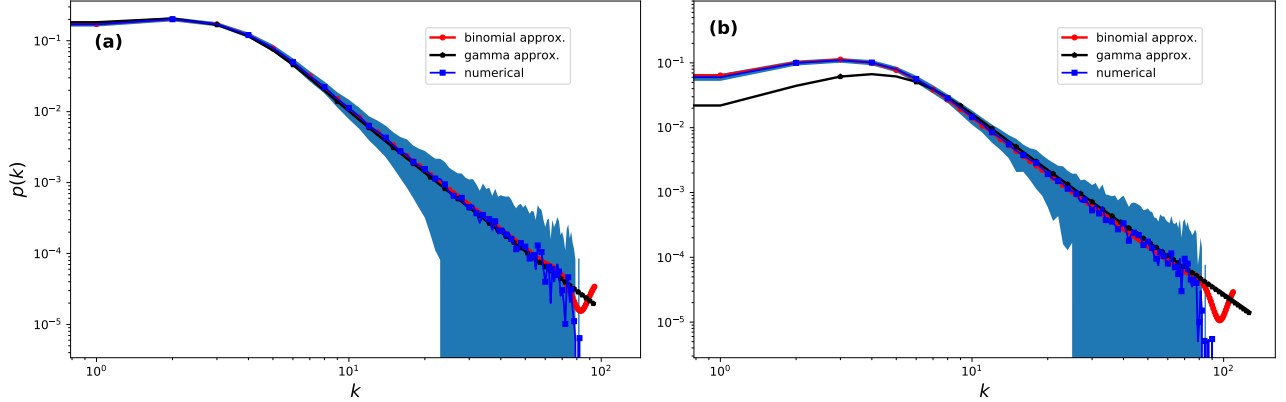 (a)
binomial approx.
gamma approx.
numerical
p(k)
10⁻¹
10⁻²
10⁻³
10⁻⁴
10⁻⁵
10⁰
10¹
10²
k
(b)
binomial approx.
gamma approx.
numerical
10⁻¹
10⁻²
10⁻³
10⁻⁴
10⁻⁵
10⁰
10¹
10²
k